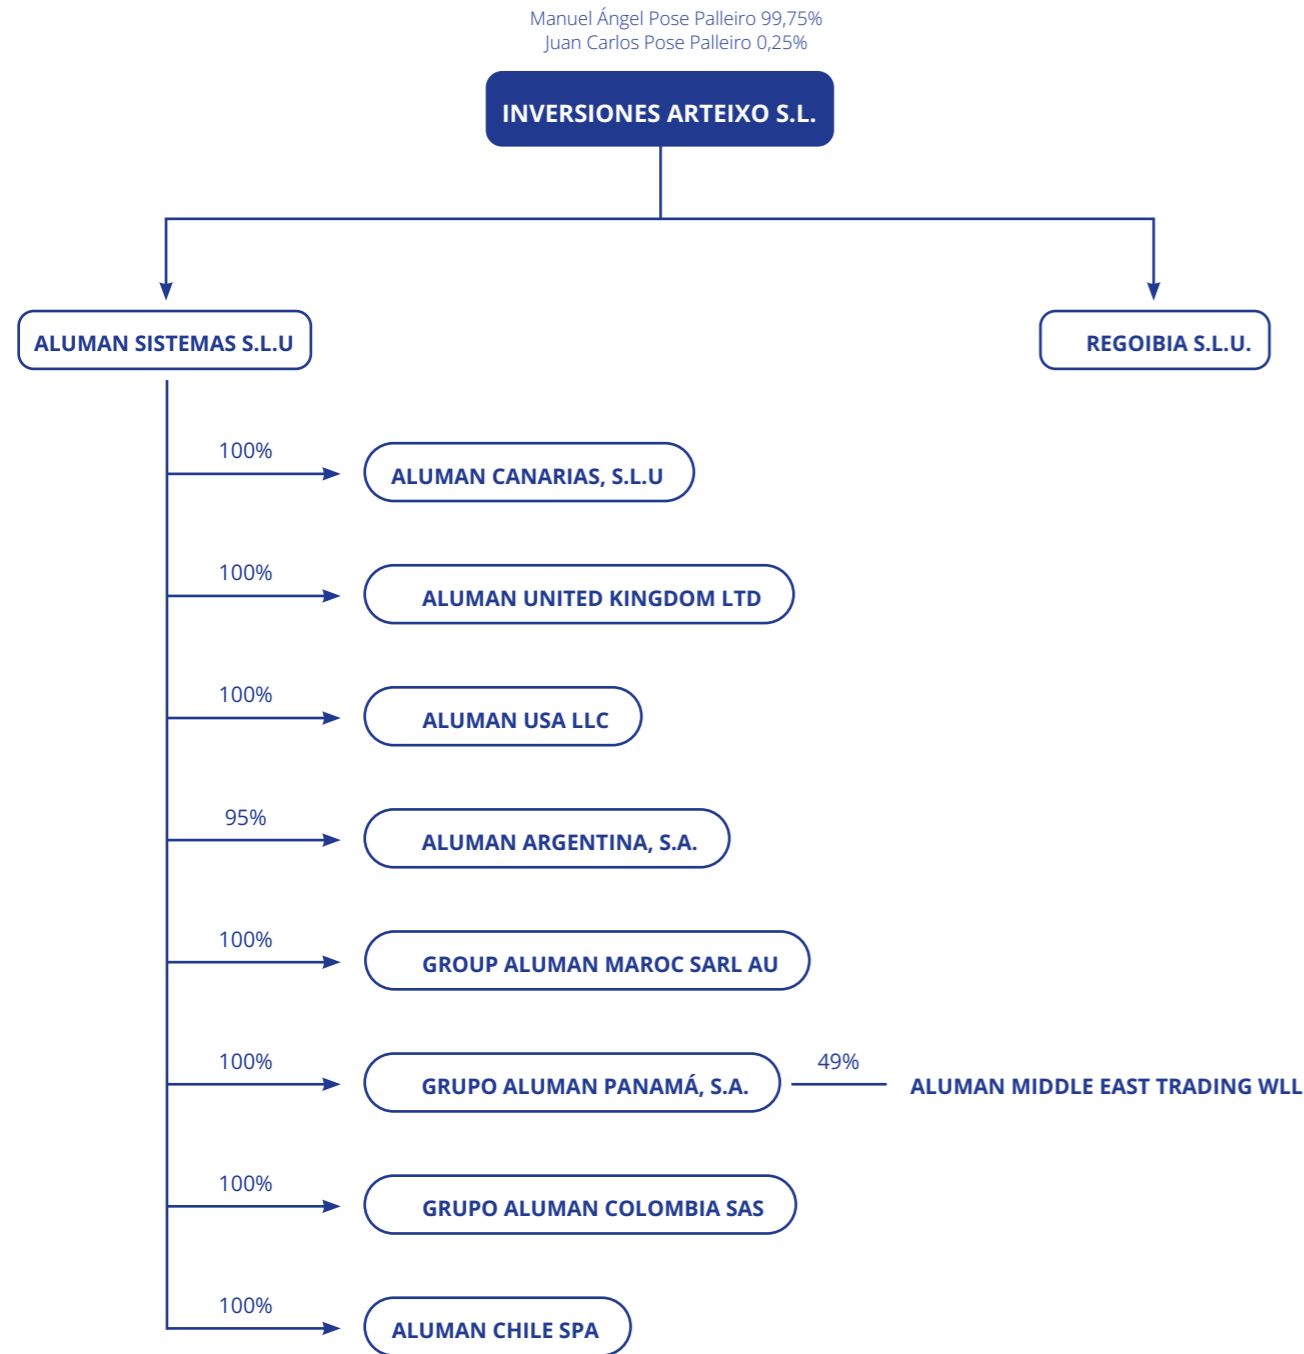 Manuel Ángel Pose Palleiro 99,75%
Juan Carlos Pose Palleiro 0,25%
INVERSIONES ARTEIXO S.L.
ALUMAN SISTEMAS S.L.U
REGOIBIA S.L.U.
100%
ALUMAN CANARIAS, S.L.U
100%
ALUMAN UNITED KINGDOM LTD
100%
ALUMAN USA LLC
95%
ALUMAN ARGENTINA, S.A.
100%
GROUP ALUMAN MAROC SARL AU
100%
GRUPO ALUMAN PANAMÁ, S.A.
49%
ALUMAN MIDDLE EAST TRADING WLL
100%
GRUPO ALUMAN COLOMBIA SAS
100%
ALUMAN CHILE SPA